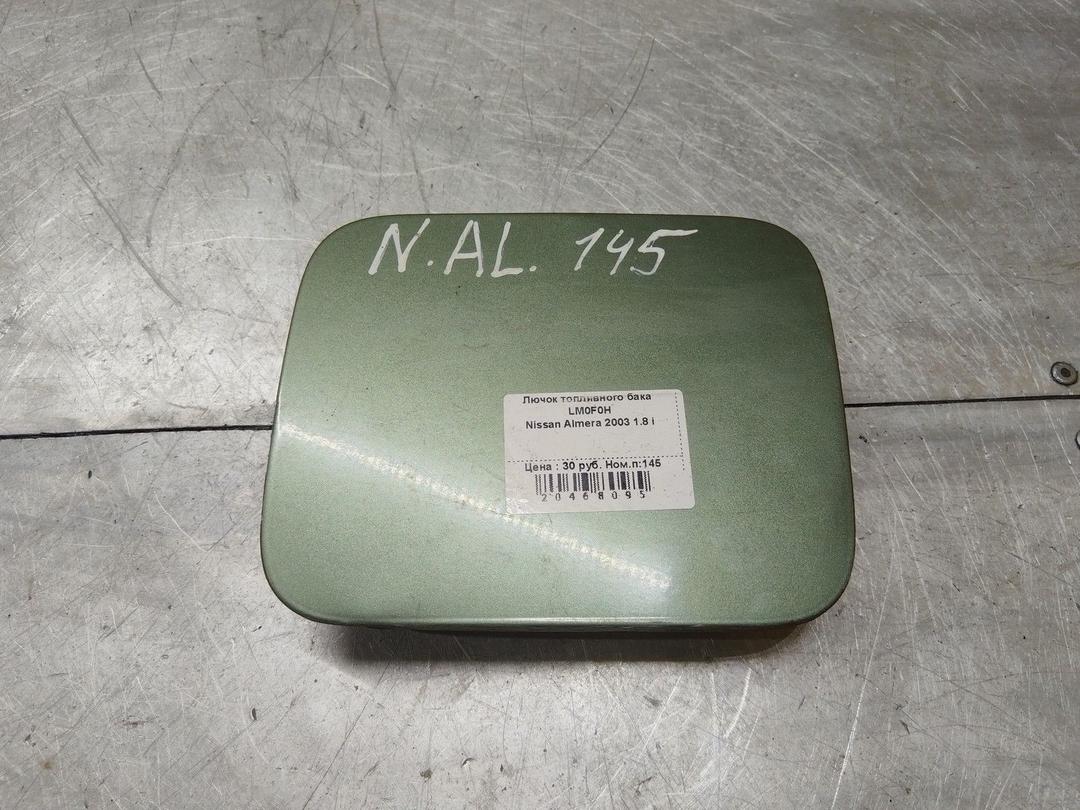 N.AL. 145
Лючок топливного бака
LM0F0H
Nissan Almera 2003 1.8 i
Цена : 30 руб. Ном.п:145
20468095